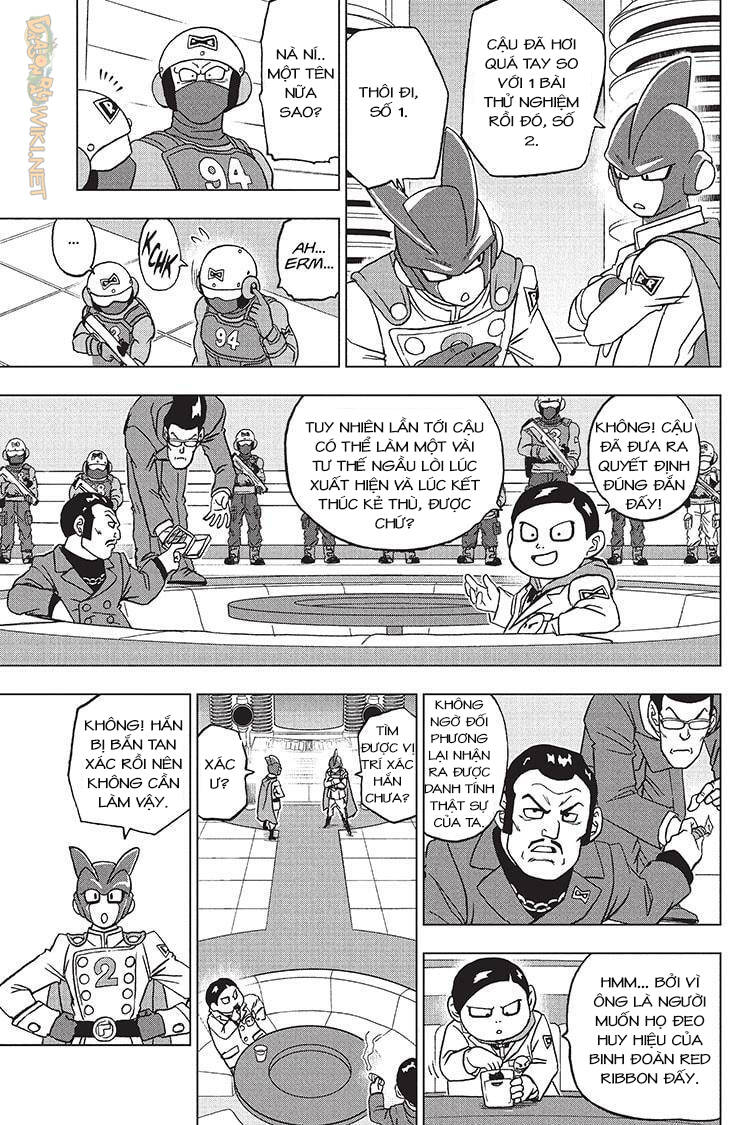 CẬU ĐÃ HƠI
QUÁ TAY SO
VỚI 1 BÀI
THỬ NGHIỆM
RỒI ĐÓ, SỐ
2.
THÔI ĐI,
SỐ 1.
NÀ NÍ..
MỘT TÊN
NỮA
SAO?
P
94
DRAGON BALL
WIKI.NET
P
F
AH...
ERM...
KCHK
...
94
KHÔNG! CẬU
ĐÃ ĐƯA RA
QUYẾT ĐỊNH
ĐÚNG ĐẮN
ĐẤY!
TUY NHIÊN LẦN TỚI CẬU
CÓ THỂ LÀM MỘT VÀI
TƯ THẾ NGẦU LÒI LÚC
XUẤT HIỆN VÀ LÚC KẾT
THÚC KẺ THÙ, ĐƯỢC
CHỨ?
KHÔNG
NGỜ ĐỐI
PHƯƠNG
LẠI NHẬN
RA ĐƯỢC
DANH TÍNH
THẬT SỰ
CỦA TA.
HMM... BỞI VÌ
ÔNG LÀ NGƯỜI
MUỐN HỌ ĐEO
HUY HIỆU CỦA
BINH ĐOÀN RED
RIBBON ĐẤY.
TÌM
ĐƯỢC VỊ
TRÍ XÁC
HẮN
CHƯA?
XÁC
Ư?
KHÔNG! HẮN
BỊ BẮN TAN
XÁC RỒI NÊN
KHÔNG CẦN
LÀM VẬY.
2
P